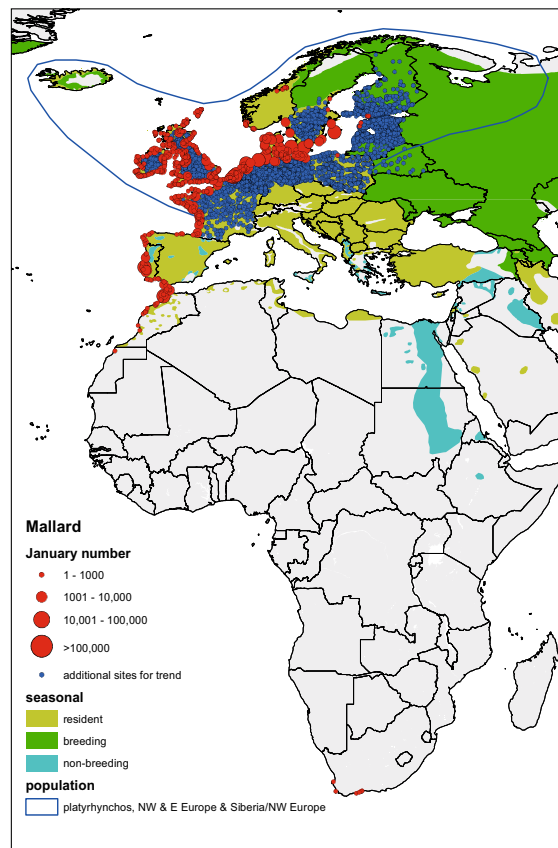 Mallard
January number
1 - 1000
1001 - 10,000
10,001 - 100,000
>100,000
additional sites for trend
seasonal
resident
breeding
non-breeding
population
platyrhynchos, NW & E Europe & Siberia/NW Europe